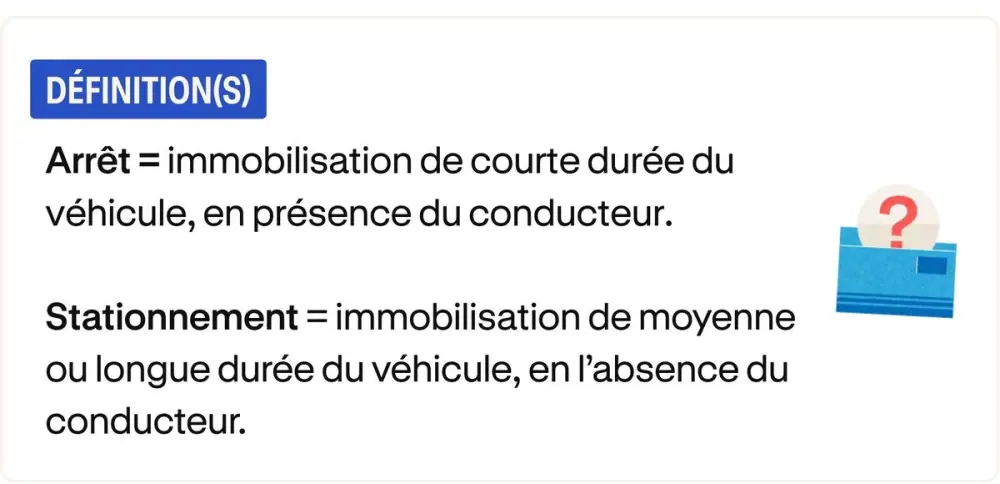 DÉFINITION(S)
Arrêt = immobilisation de courte durée du
véhicule, en présence du conducteur.
Stationnement = immobilisation de moyenne
ou longue durée du véhicule, en l’absence du
conducteur.
?